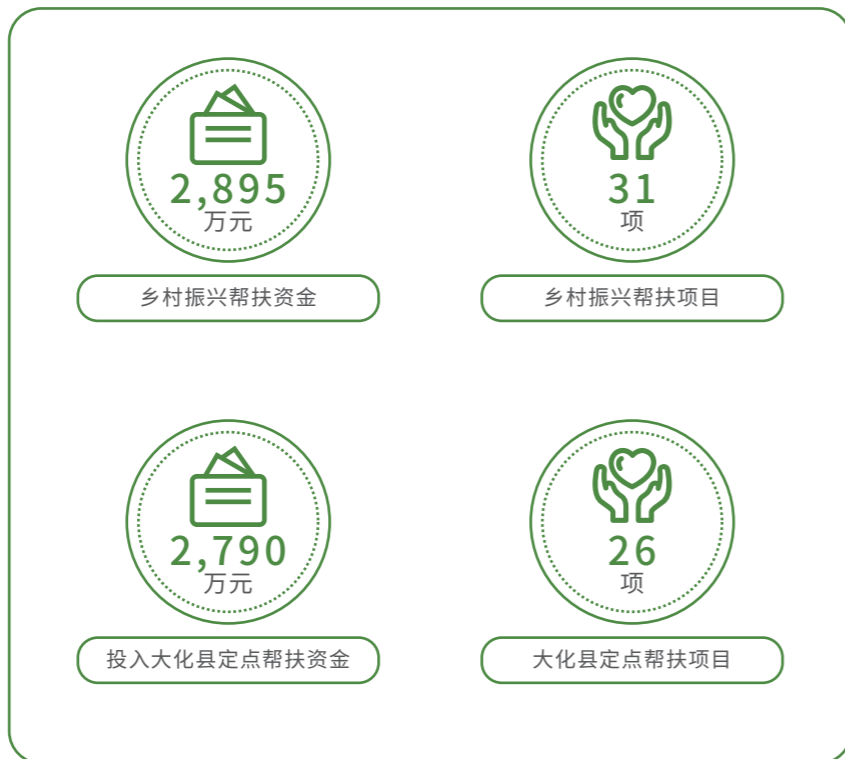 2,895
万元
乡村振兴帮扶资金
31
项
乡村振兴帮扶项目
2,790
万元
投入大化县定点帮扶资金
26
项
大化县定点帮扶项目